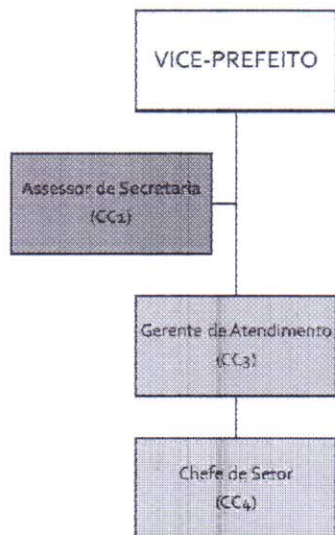 VICE-PREFEITO
Assessor de Secretaria
(CC1)
Gerente de Atendimento
(CC3)
Chefe de Setor
(CC4)